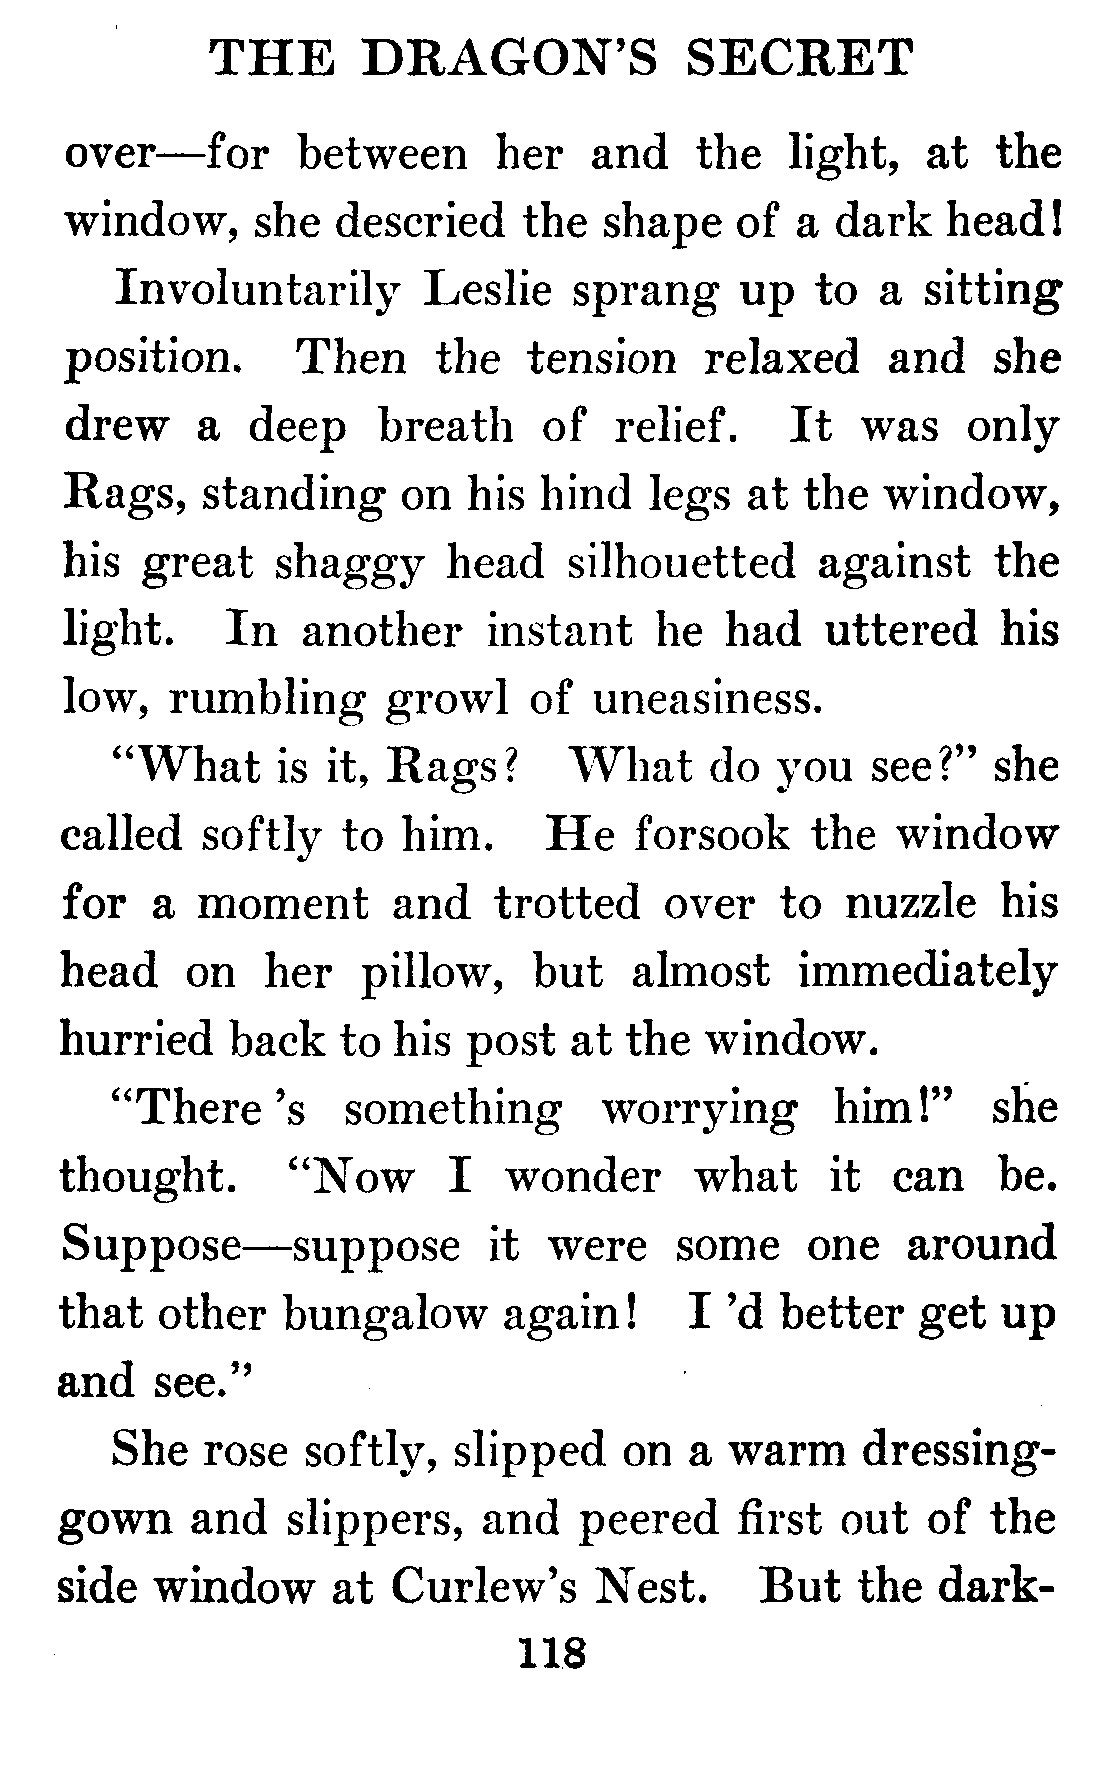 THE DRAGON'S SECRET
over—for between her and the light, at the
window, she descried the shape of a dark head!
Involuntarily Leslie sprang up to a sitting
position. Then the tension relaxed and she
drew a deep breath of relief. It was only
Rags, standing on his hind legs at the window,
his great shaggy head silhouetted against the
light. In another instant he had uttered his
low, rumbling growl of uneasiness.
"What is it, Rags? What do you see?" she
called softly to him. He forsook the window
for a moment and trotted over to nuzzle his
head on her pillow, but almost immediately
hurried back to his post at the window.
"There 's something worrying him!" she
thought. "Now I wonder what it can be.
Suppose—suppose it were some one around
that other bungalow again! I 'd better get up
and see."
She rose softly, slipped on a warm dressing-
gown and slippers, and peered first out of the
side window at Curlew's Nest. But the dark-
118